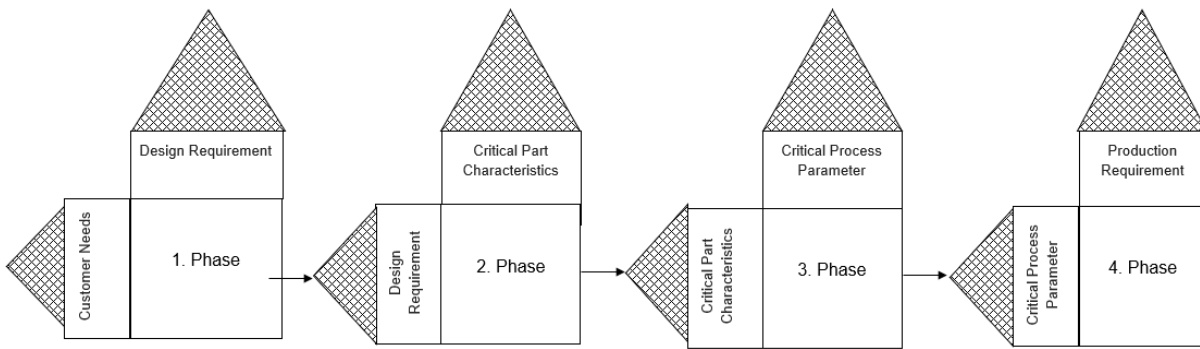 Design Requirement
Customer Needs
1. Phase
Critical Part
Characteristics
Design
Requirement
2. Phase
Critical Process
Parameter
Critical Part
Characteristics
3. Phase
Production
Requirement
Critical Process
Parameter
4. Phase